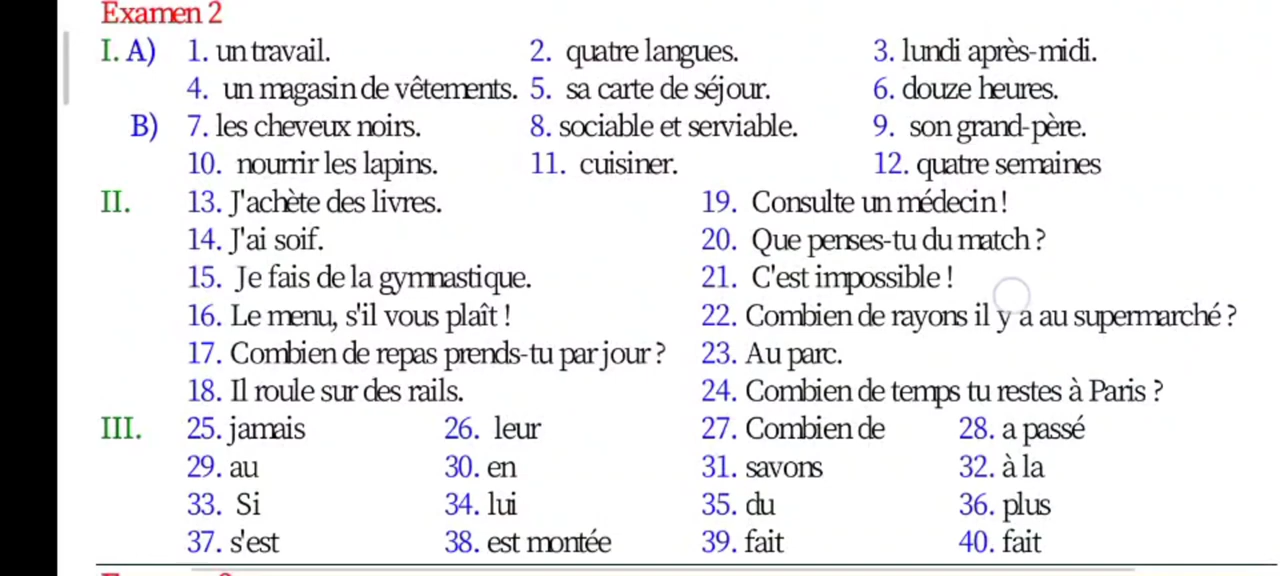 Examen 2
I. A) 1. un travail. 2. quatre langues. 3. lundi après-midi.
4. un magasin de vêtements. 5. sa carte de séjour. 6. douze heures.
B) 7. les cheveux noirs. 8. sociable et serviable. 9. son grand-père.
10. nourrir les lapins. 11. cuisiner. 12. quatre semaines
II. 13. J'achète des livres. 19. Consulte un médecin !
14. J'ai soif. 20. Que penses-tu du match ?
15. Je fais de la gymnastique. 21. C'est impossible !
16. Le menu, s'il vous plaît ! 22. Combien de rayons il y a au supermarché ?
17. Combien de repas prends-tu par jour ? 23. Au parc.
18. Il roule sur des rails. 24. Combien de temps tu restes à Paris ?
III. 25. jamais 26. leur 27. Combien de 28. a passé
29. au 30. en 31. savons 32. à la
33. Si 34. lui 35. du 36. plus
37. s'est 38. est montée 39. fait 40. fait